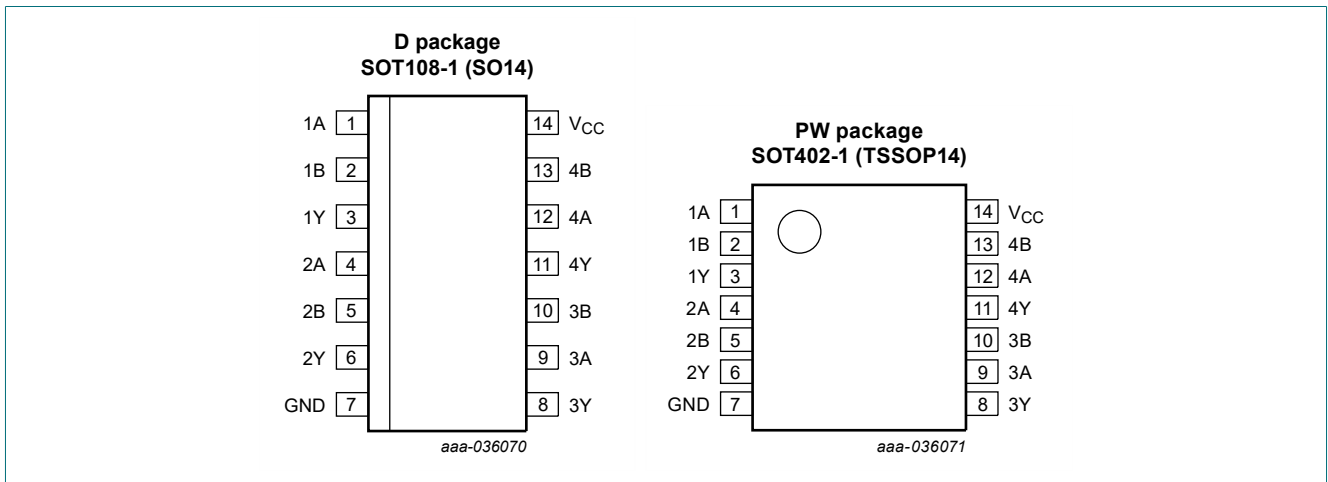 D package
SOT108-1 (SO14)
1A 1 14 VCC
1B 2 13 4B
1Y 3 12 4A
2A 4 11 4Y
2B 5 10 3B
2Y 6 9 3A
GND 7 8 3Y
aaa-036070
PW package
SOT402-1 (TSSOP14)
1A 1 14 VCC
1B 2 13 4B
1Y 3 12 4A
2A 4 11 4Y
2B 5 10 3B
2Y 6 9 3A
GND 7 8 3Y
aaa-036071